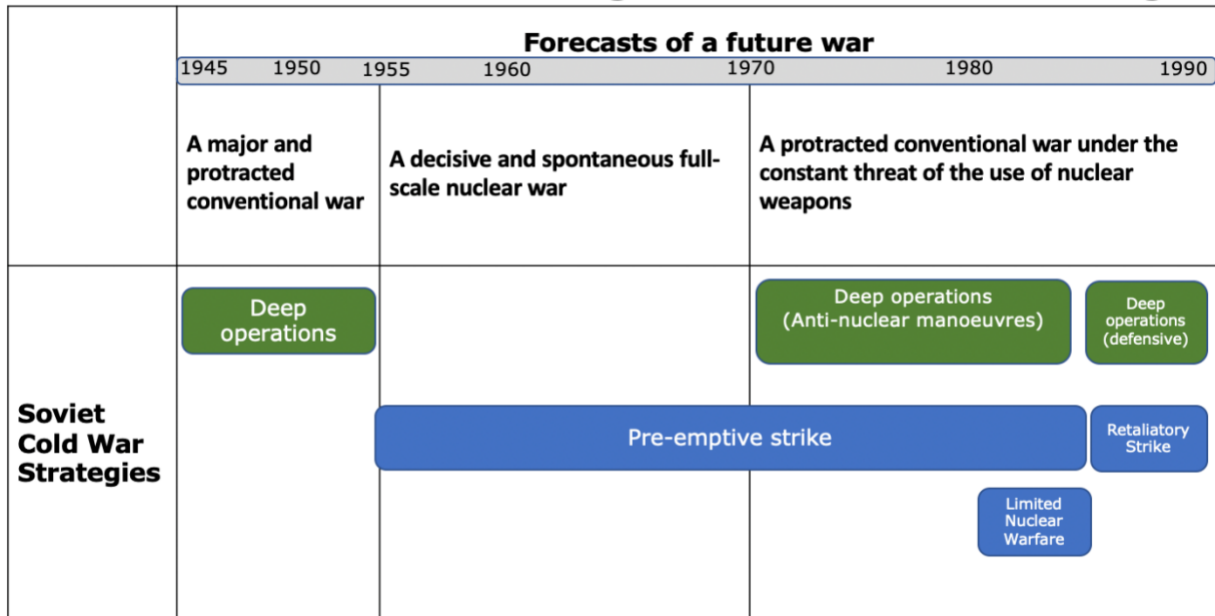 Forecasts of a future war
1945 1950 1955 1960 1970 1980 1990
A major and
protracted
conventional war
A decisive and spontaneous full-
scale nuclear war
A protracted conventional war under the
constant threat of the use of nuclear
weapons
Soviet
Cold War
Strategies
Deep
operations
Deep operations
(Anti-nuclear manoeuvres)
Deep
operations
(defensive)
Pre-emptive strike
Retaliatory
Strike
Limited
Nuclear
Warfare